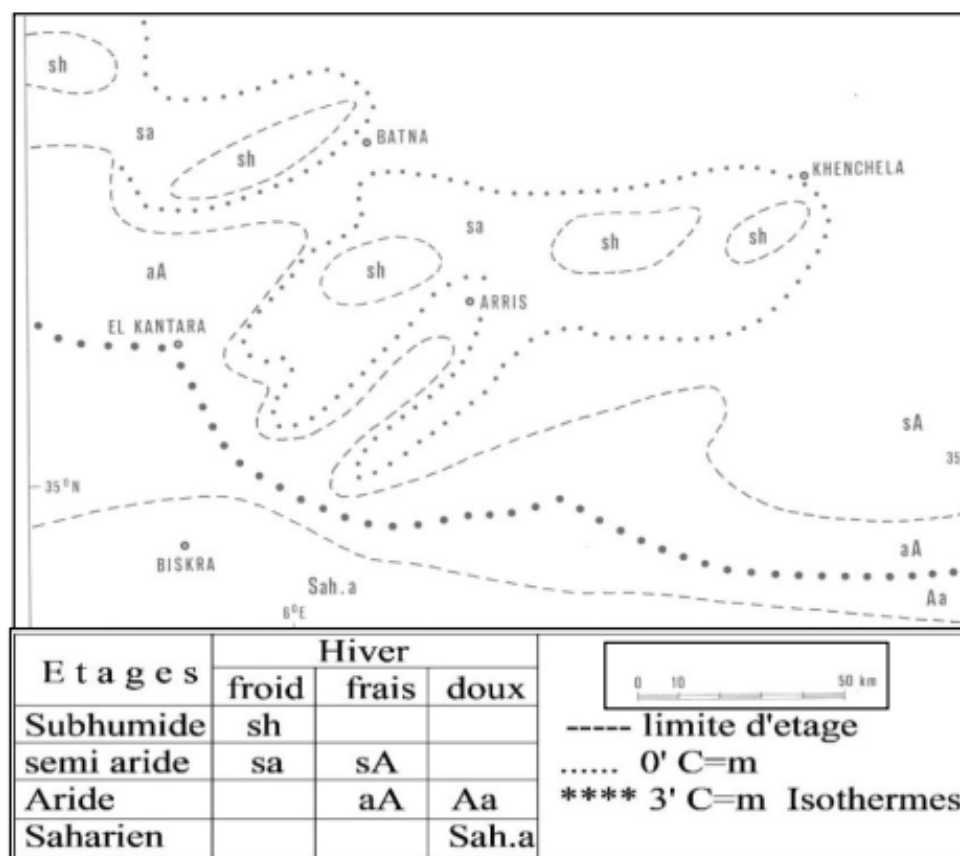 sh
sa
BATNA
sh
KHENCHELA
sa
sh
sh
sh
aA
ARRIS
EL KANTARA
sA
35
35°N
BISKRA
aA
Sah.a
Aa
6°E
Etages
Hiver
froid frais doux
Subhumide sh
semi aride sa sA
Aride aA Aa
Saharien Sah.a
0 10 50 km
----- limite d'etage
...... 0' C=m
**** 3' C=m Isothermes